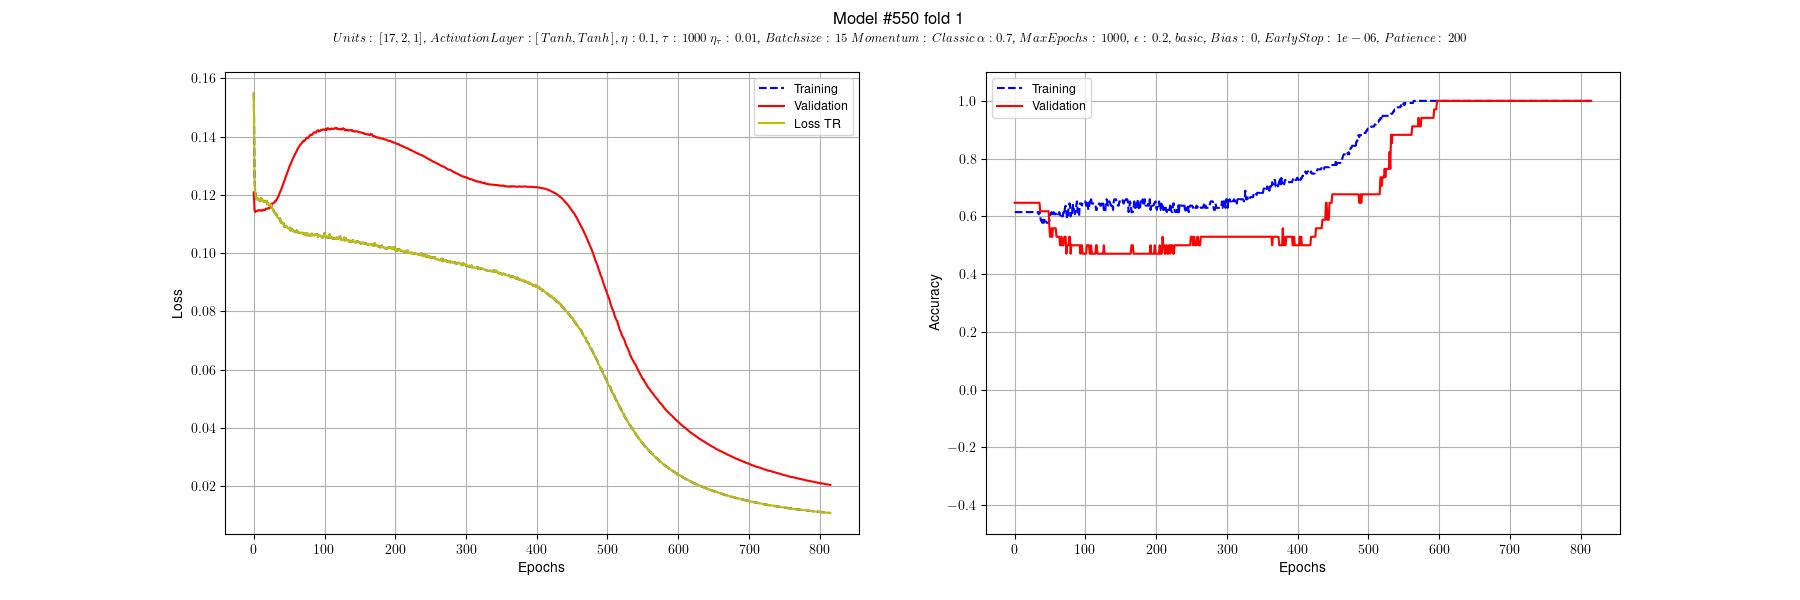 Model #550 fold 1
Units : [17, 2, 1], ActivationLayer : [Tanh, Tanh], η : 0.1, τ : 1000 η_τ : 0.01, Batchsize : 15 Momentum : Classic α : 0.7, MaxEpochs : 1000, ϵ : 0.2, basic, Bias : 0, EarlyStop : 1e − 06, Patience : 200
0.16
0.14
0.12
0.10
0.08
0.06
0.04
0.02
Loss
0 100 200 300 400 500 600 700 800
Epochs
Training
Validation
Loss TR
1.0
0.8
0.6
0.4
0.2
0.0
−0.2
−0.4
Accuracy
0 100 200 300 400 500 600 700 800
Epochs
Training
Validation